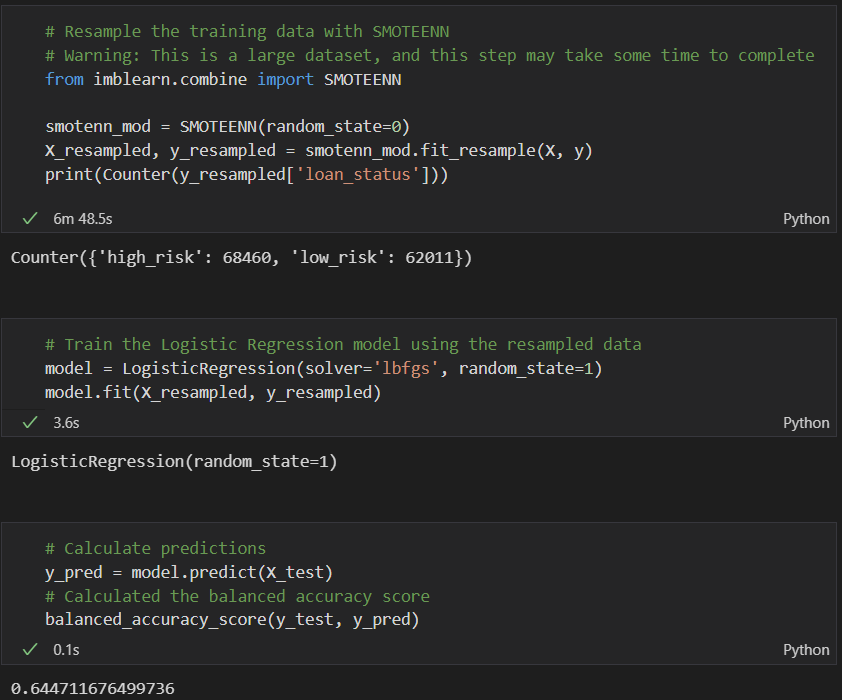 # Resample the training data with SMOTEENN
# Warning: This is a large dataset, and this step may take some time to complete
from imblearn.combine import SMOTEENN
smotenn_mod = SMOTEENN(random_state=0)
X_resampled, y_resampled = smotenn_mod.fit_resample(X, y)
print(Counter(y_resampled['loan_status']))
6m 48.5s Python
Counter({'high_risk': 68460, 'low_risk': 62011})
# Train the Logistic Regression model using the resampled data
model = LogisticRegression(solver='lbfgs', random_state=1)
model.fit(X_resampled, y_resampled)
3.6s Python
LogisticRegression(random_state=1)
# Calculate predictions
y_pred = model.predict(X_test)
# Calculated the balanced accuracy score
balanced_accuracy_score(y_test, y_pred)
0.1s Python
0.644711676499736